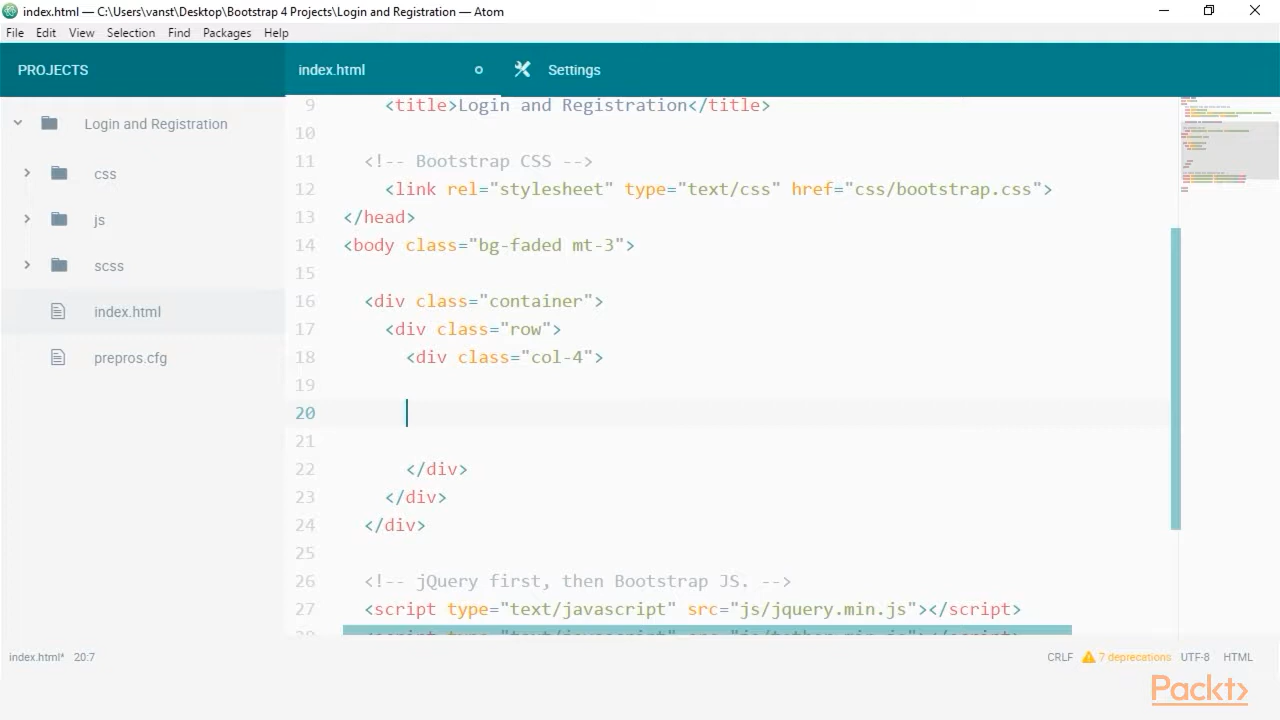 index.html — C:\Users\vanst\Desktop\Bootstrap 4 Projects\Login and Registration — Atom
File Edit View Selection Find Packages Help
PROJECTS
index.html
Settings
Login and Registration
css
js
scss
index.html
prepros.cfg
9 <title>Login and Registration</title>
10
11 <!-- Bootstrap CSS -->
12 <link rel="stylesheet" type="text/css" href="css/bootstrap.css">
13 </head>
14 <body class="bg-faded mt-3">
15
16 <div class="container">
17 <div class="row">
18 <div class="col-4">
19
20
21
22 </div>
23 </div>
24 </div>
25
26 <!-- jQuery first, then Bootstrap JS. -->
27 <script type="text/javascript" src="js/jquery.min.js"></script>
index.html* 20:7
CRLF 7 deprecations UTF-8 HTML
Packt>